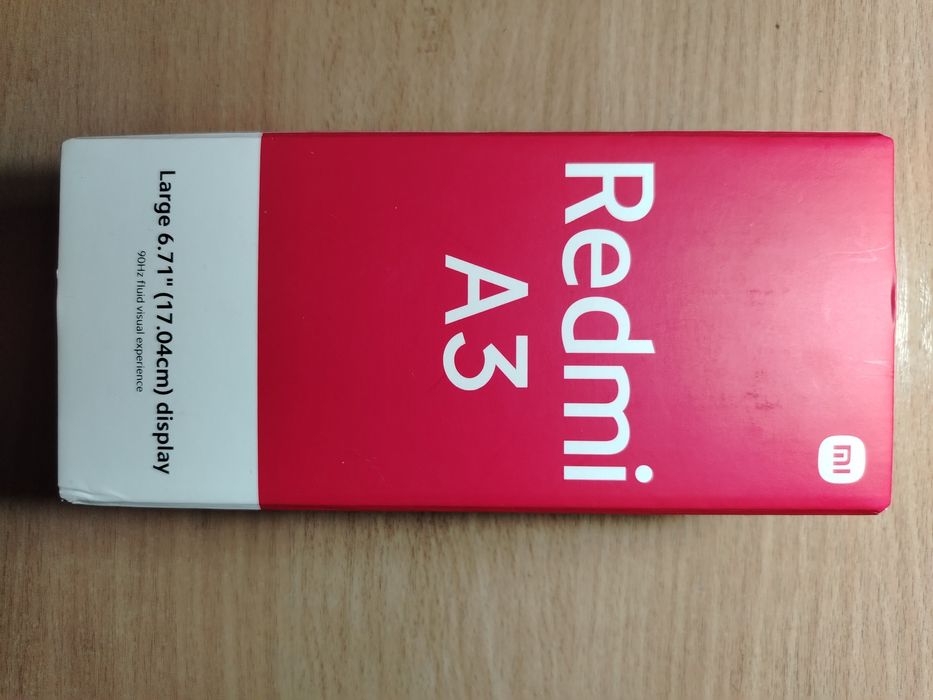 mi
Redmi
A3
Large 6.71" (17.04cm) display
90Hz fluid visual experience